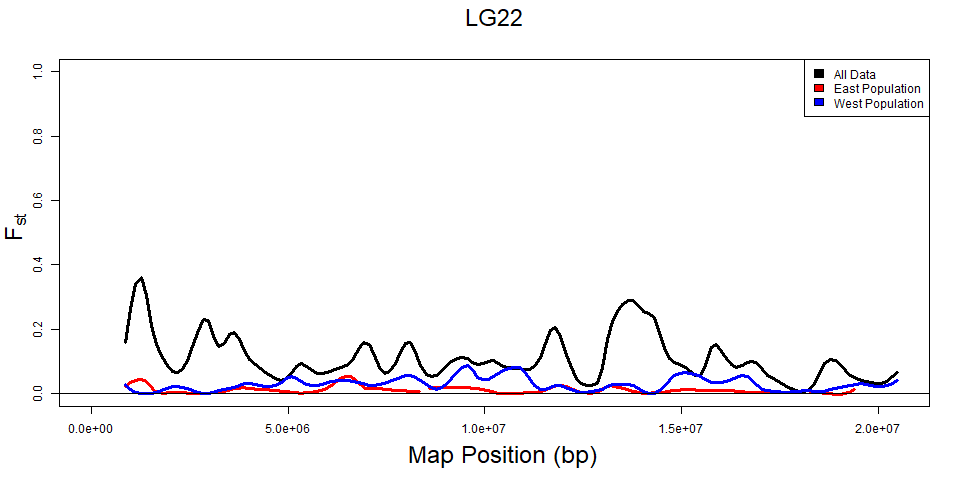 LG22
All Data
East Population
West Population
1.0
0.8
0.6
0.4
0.2
0.0
Fst
0.0e+00 5.0e+06 1.0e+07 1.5e+07 2.0e+07
Map Position (bp)